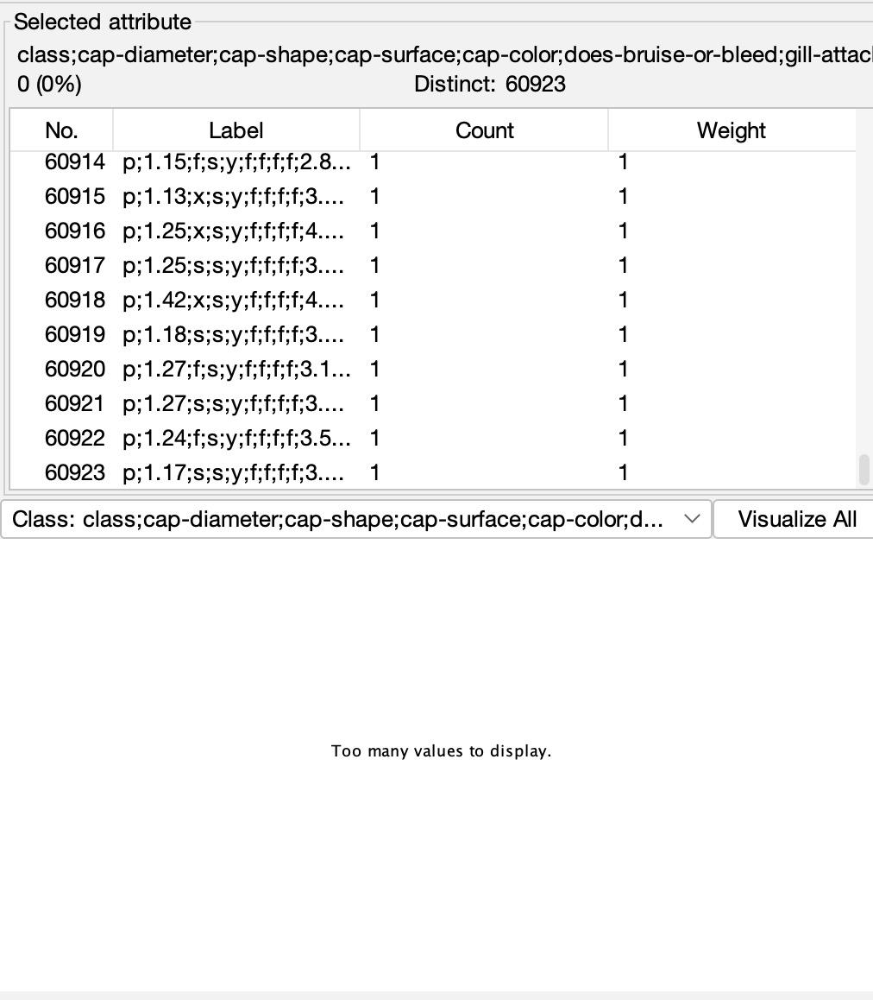 Selected attribute
class;cap-diameter;cap-shape;cap-surface;cap-color;does-bruise-or-bleed;gill-attac
0 (0%) Distinct: 60923
No. Label Count Weight
60914 p;1.15;f;s;y;f;f;f;f;2.8... 1 1
60915 p;1.13;x;s;y;f;f;f;f;3.... 1 1
60916 p;1.25;x;s;y;f;f;f;f;4.... 1 1
60917 p;1.25;s;s;y;f;f;f;f;3.... 1 1
60918 p;1.42;x;s;y;f;f;f;f;4.... 1 1
60919 p;1.18;s;s;y;f;f;f;f;3.... 1 1
60920 p;1.27;f;s;y;f;f;f;f;3.1... 1 1
60921 p;1.27;s;s;y;f;f;f;f;3.... 1 1
60922 p;1.24;f;s;y;f;f;f;f;3.5... 1 1
60923 p;1.17;s;s;y;f;f;f;f;3.... 1 1
Class: class;cap-diameter;cap-shape;cap-surface;cap-color;d... Visualize All
Too many values to display.